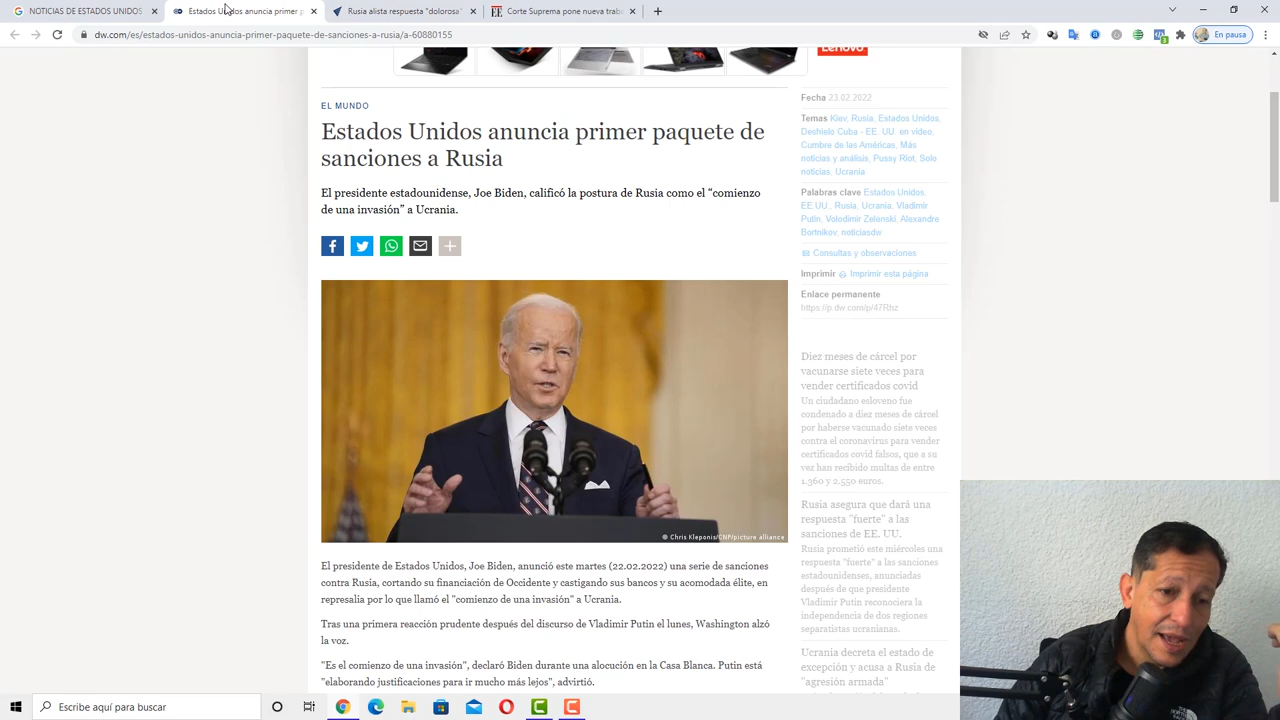 NOTICIAS DE ESTADOS UNIDOS
Estados Unidos anuncia primer p
Rusia sigue sin ceder pero trabaj
Rusia sigue sin ceder pero trabaj
dw.com/es/estados-unidos-anuncia-primer-paquete-de-sanciones-a-rusia/a-60880155
3
En pausa
Lenovo
EL MUNDO
Estados Unidos anuncia primer paquete de
sanciones a Rusia
El presidente estadounidense, Joe Biden, calificó la postura de Rusia como el “comienzo
de una invasión” a Ucrania.
© Chris Kleponis/CNP/picture alliance
El presidente de Estados Unidos, Joe Biden, anunció este martes (22.02.2022) una serie de sanciones
contra Rusia, cortando su financiación de Occidente y castigando sus bancos y su acomodada élite, en
represalia por lo que llamó el "comienzo de una invasión" a Ucrania.
Tras una primera reacción prudente después del discurso de Vladimir Putin el lunes, Washington alzó
la voz.
"Es el comienzo de una invasión", declaró Biden durante una alocución en la Casa Blanca. Putin está
"elaborando justificaciones para ir mucho más lejos", advirtió.
Fecha 23.02.2022
Temas Kiev, Rusia, Estados Unidos,
Deshielo Cuba - EE. UU. en vídeo,
Cumbre de las Américas, Más
noticias y análisis, Pussy Riot, Solo
noticias, Ucrania
Palabras clave Estados Unidos,
EE.UU., Rusia, Ucrania, Vladimir
Putin, Volodimir Zelenski, Alexandre
Bortnikov, noticiasdw
Consultas y observaciones
Imprimir Imprimir esta página
Enlace permanente
https://p.dw.com/p/47Rhz
Diez meses de cárcel por
vacunarse siete veces para
vender certificados covid
Un ciudadano esloveno fue
condenado a diez meses de cárcel
por haberse vacunado siete veces
contra el coronavirus para vender
certificados covid falsos, que a su
vez han recibido multas de entre
1.360 y 2.550 euros.
Rusia asegura que dará una
respuesta "fuerte" a las
sanciones de EE. UU.
Rusia prometió este miércoles una
respuesta "fuerte" a las sanciones
estadounidenses, anunciadas
después de que presidente
Vladimir Putin reconociera la
independencia de dos regiones
separatistas ucranianas.
Ucrania decreta el estado de
excepción y acusa a Rusia de
"agresión armada"
Escribe aquí para buscar